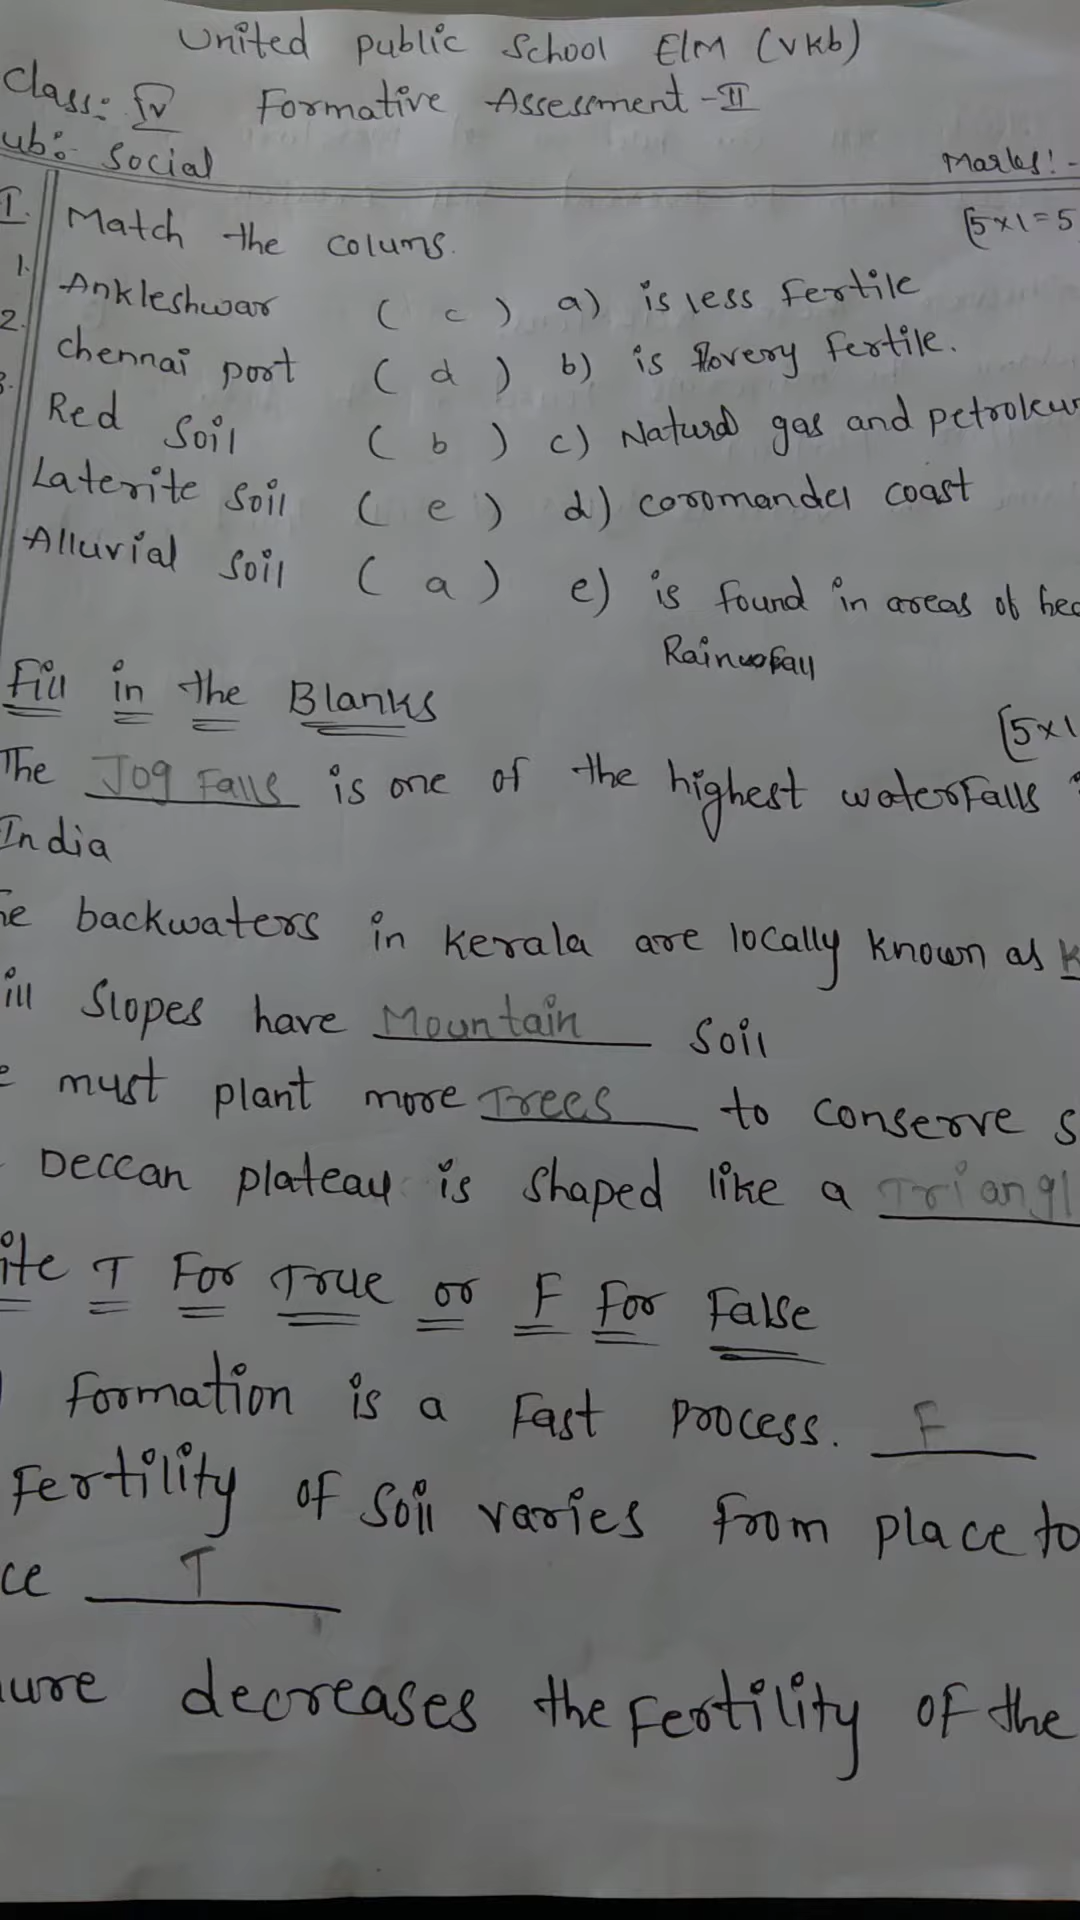 United public School ElM (vkb)
Class: IV Formative Assessment -II
ub:- Social
Marks! -
I. Match the colums. [5x1=5
1. Ankleshwar ( c ) a) is less Fertile
2. chennai port ( d ) b) is very fertile.
3. Red Soil ( b ) c) Natural gas and petroleu
Laterite Soil ( e ) d) coromandel coast
Alluvial Soil ( a ) e) is found in areas of hea
Rainfall
Fill in the Blanks [5x1
The Jog Falls is one of the highest waterFalls
India
he backwaters in kerala are locally known as K
ill Slopes have Mountain Soil
e must plant more Trees to conserve s
Deccan plateau is shaped like a Triangl
ite T For True or F For False
formation is a Fast process. F
Fertility of Soil varies From place to
ce T
ure decreases the Fertility of the